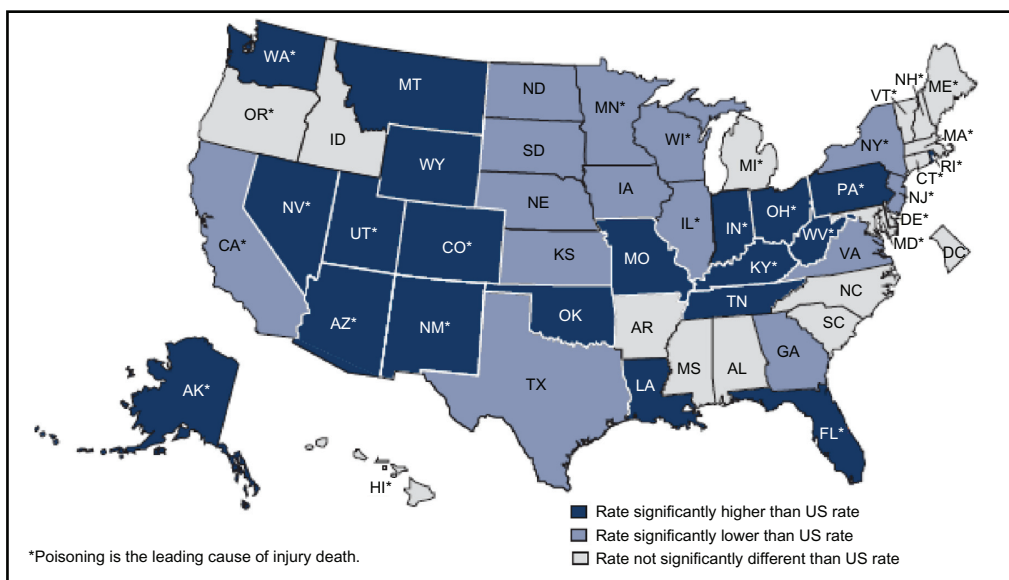 WA*
MT
ND
MN*
NH*
ME*
VT*
OR*
ID
SD
WI*
NY*
MA*
MI*
RI*
WY
CT*
IA
PA*
NJ*
NE
NV*
OH*
IL*
IN*
DE*
UT*
WV*
CA*
CO*
KS
MO
KY*
VA
MD*
DC
NC
TN
AZ*
NM*
OK
AR
SC
GA
MS
AL
TX
LA
AK*
FL*
HI*
Rate significantly higher than US rate
Rate significantly lower than US rate
Rate not significantly different than US rate
*Poisoning is the leading cause of injury death.